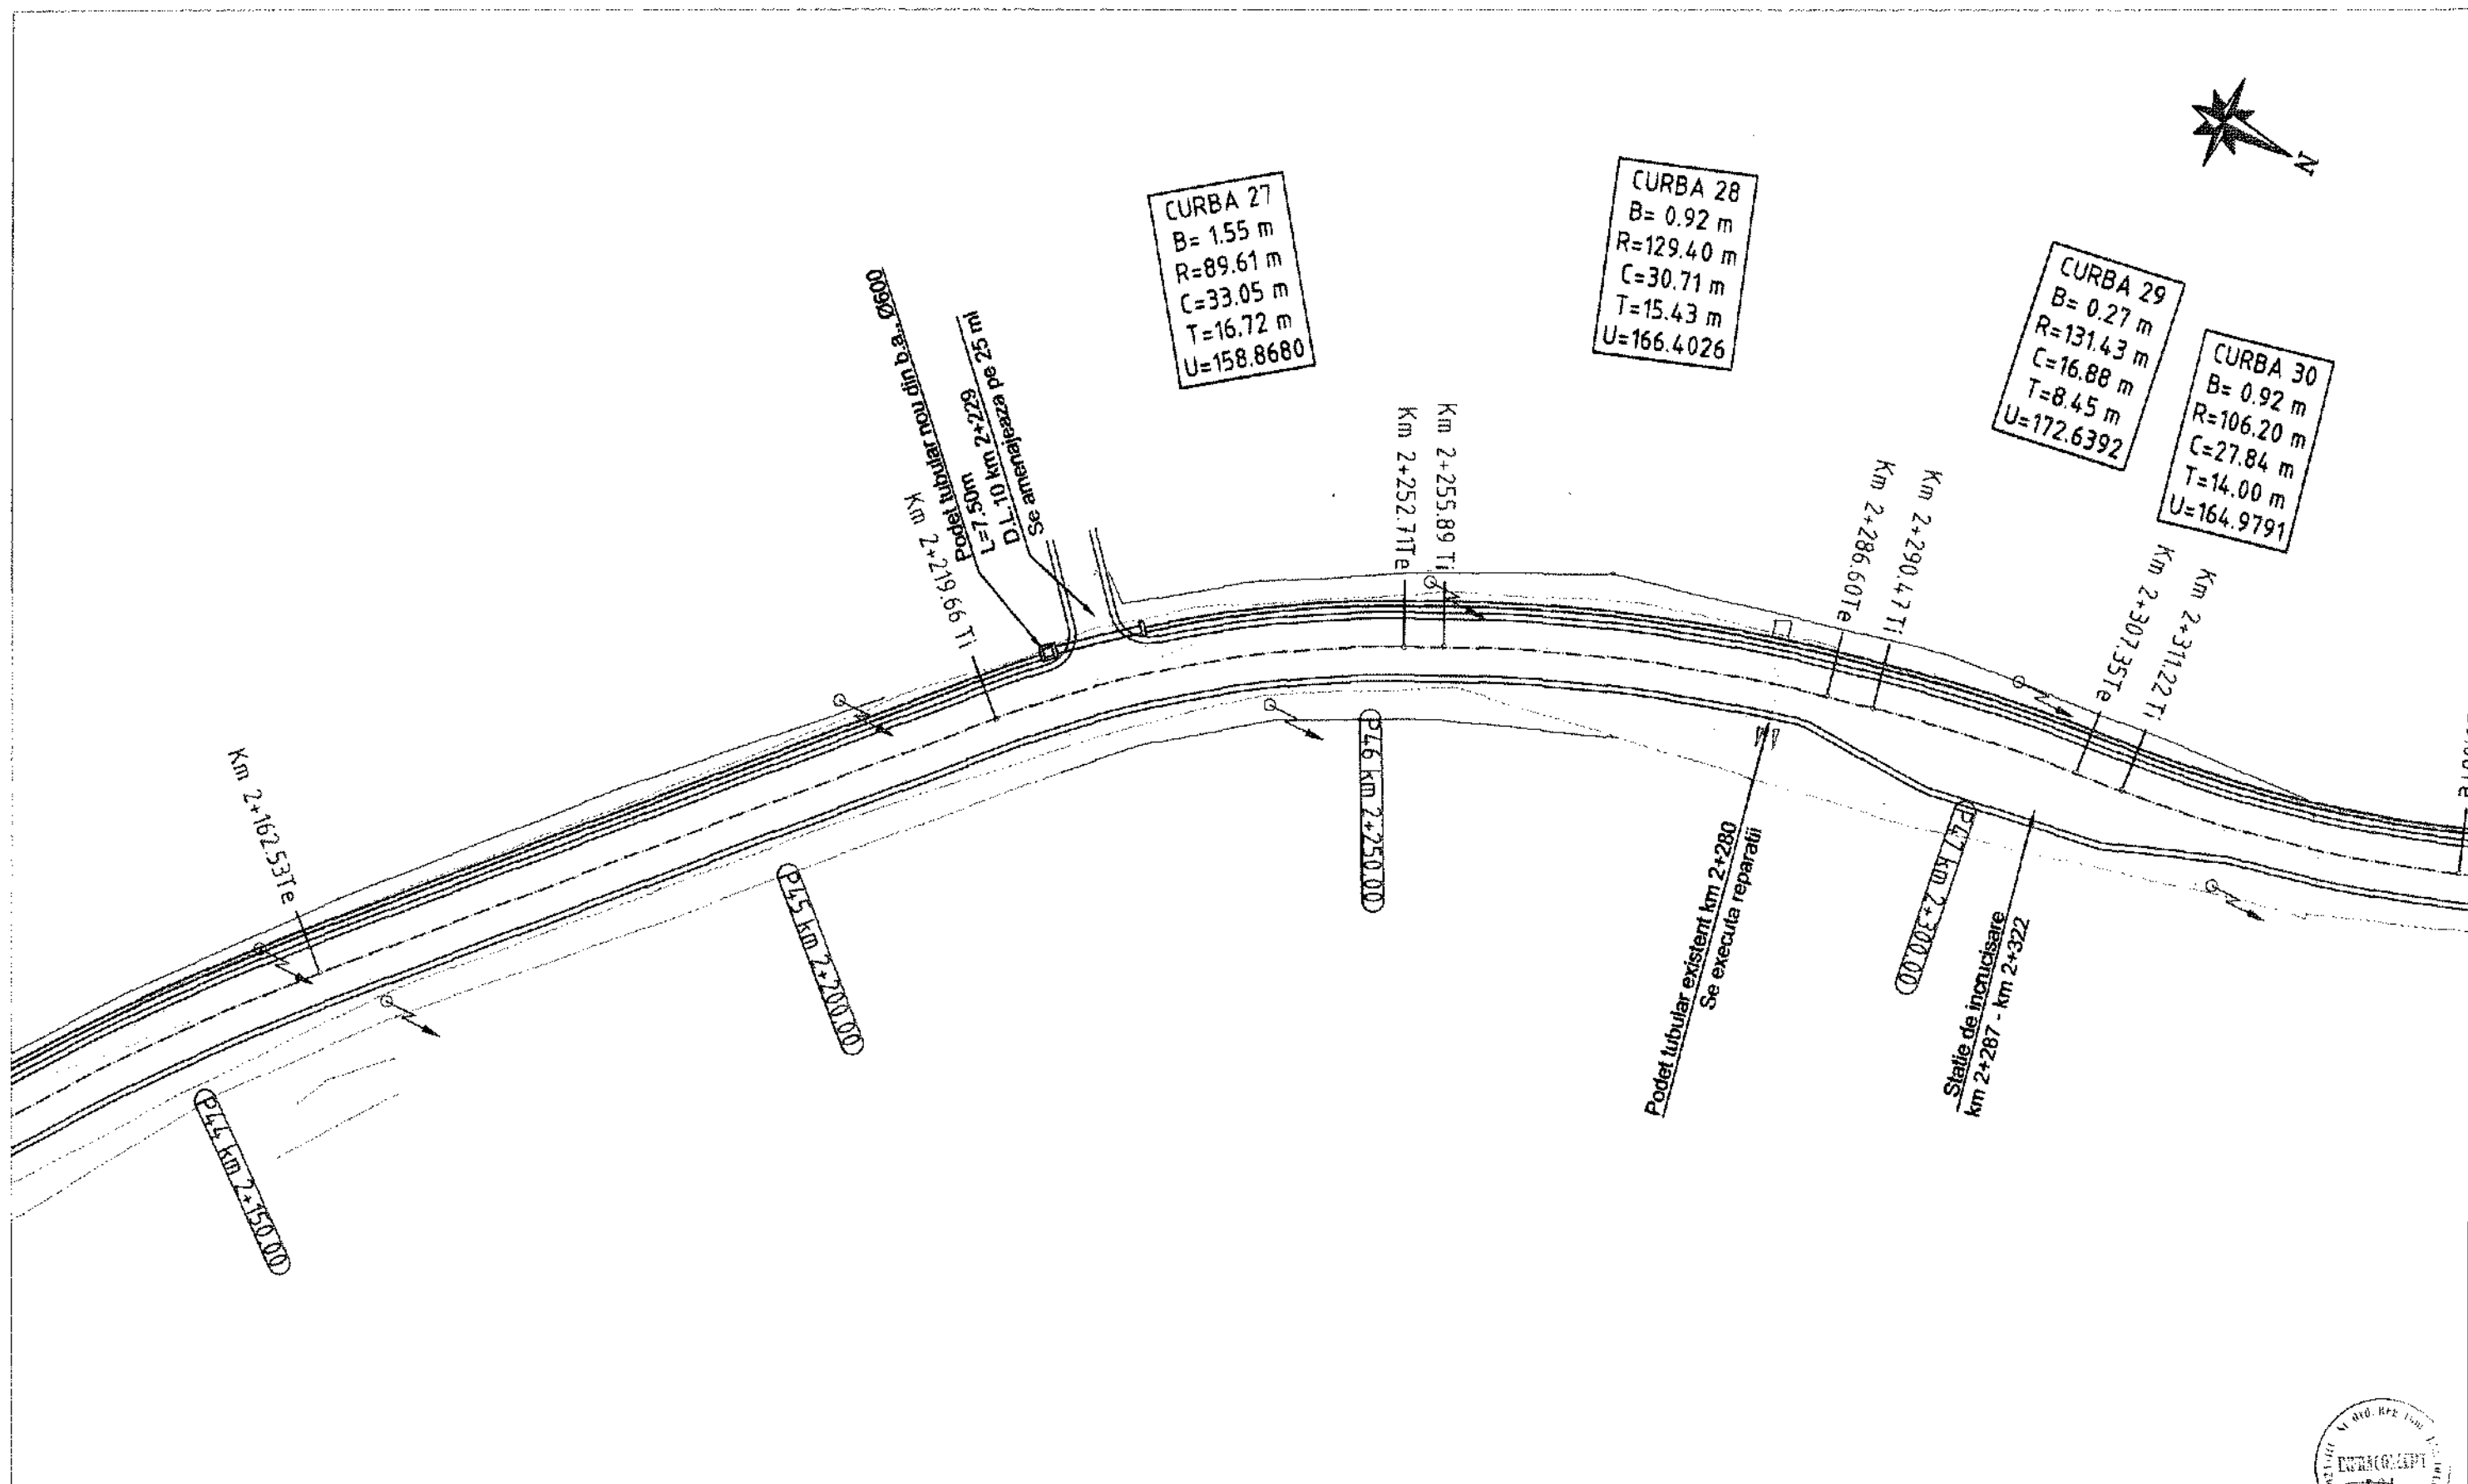 N
CURBA 27
B= 1.55 m
R=89.61 m
C=33.05 m
T=16.72 m
U=158.8680
CURBA 28
B= 0.92 m
R=129.40 m
C=30.71 m
T=15.43 m
U=166.4026
CURBA 29
B= 0.27 m
R=131.43 m
C=16.88 m
T=8.45 m
U=172.6392
CURBA 30
B= 0.92 m
R=106.20 m
C=27.84 m
T=14.00 m
U=164.9791
Podet tubular nou din b.a., Ø600
L=7.50m
D.L. 10 km 2+229
Se amenajeaza pe 25 ml
Km 2+162.53Te
Km 2+219.66 Ti
Km 2+252.71Te
Km 2+255.89 Ti
Km 2+286.60Te
Km 2+290.47 Ti
Km 2+307.35Te
Km 2+311.22 Ti
P44 km 2+150.00
P45 km 2+200.00
P46 km 2+250.00
P47 km 2+300.00
Podet tubular existent km 2+280
Se executa reparatii
Statie de incrucisare
km 2+287 - km 2+322